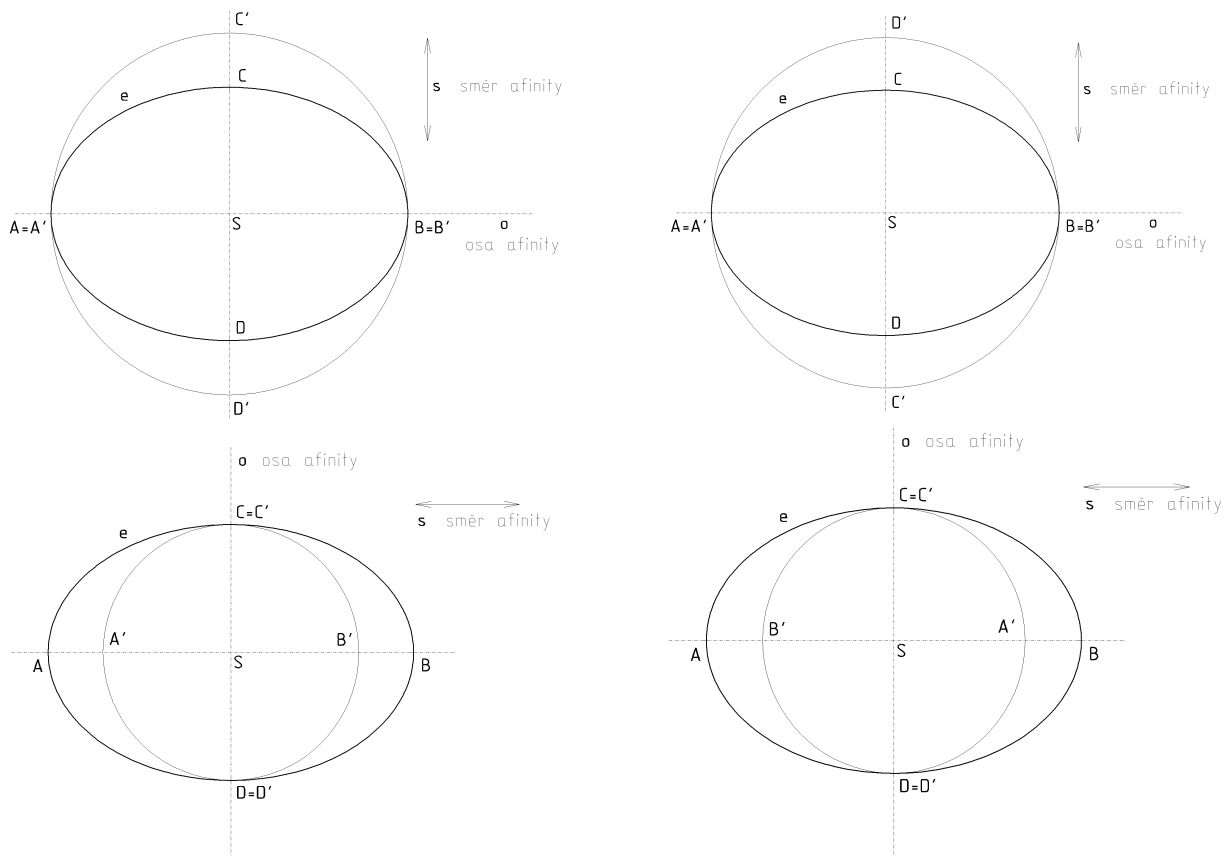 C'
C
e
s směr afinity
A=A'
S
B=B'
o
osa afinity
D
D'
D'
C
e
s směr afinity
A=A'
S
B=B'
o
osa afinity
D
C'
o osa afinity
C=C'
e
s směr afinity
A'
B'
A
S
B
D=D'
o osa afinity
C=C'
e
s směr afinity
B'
A'
A
S
B
D=D'